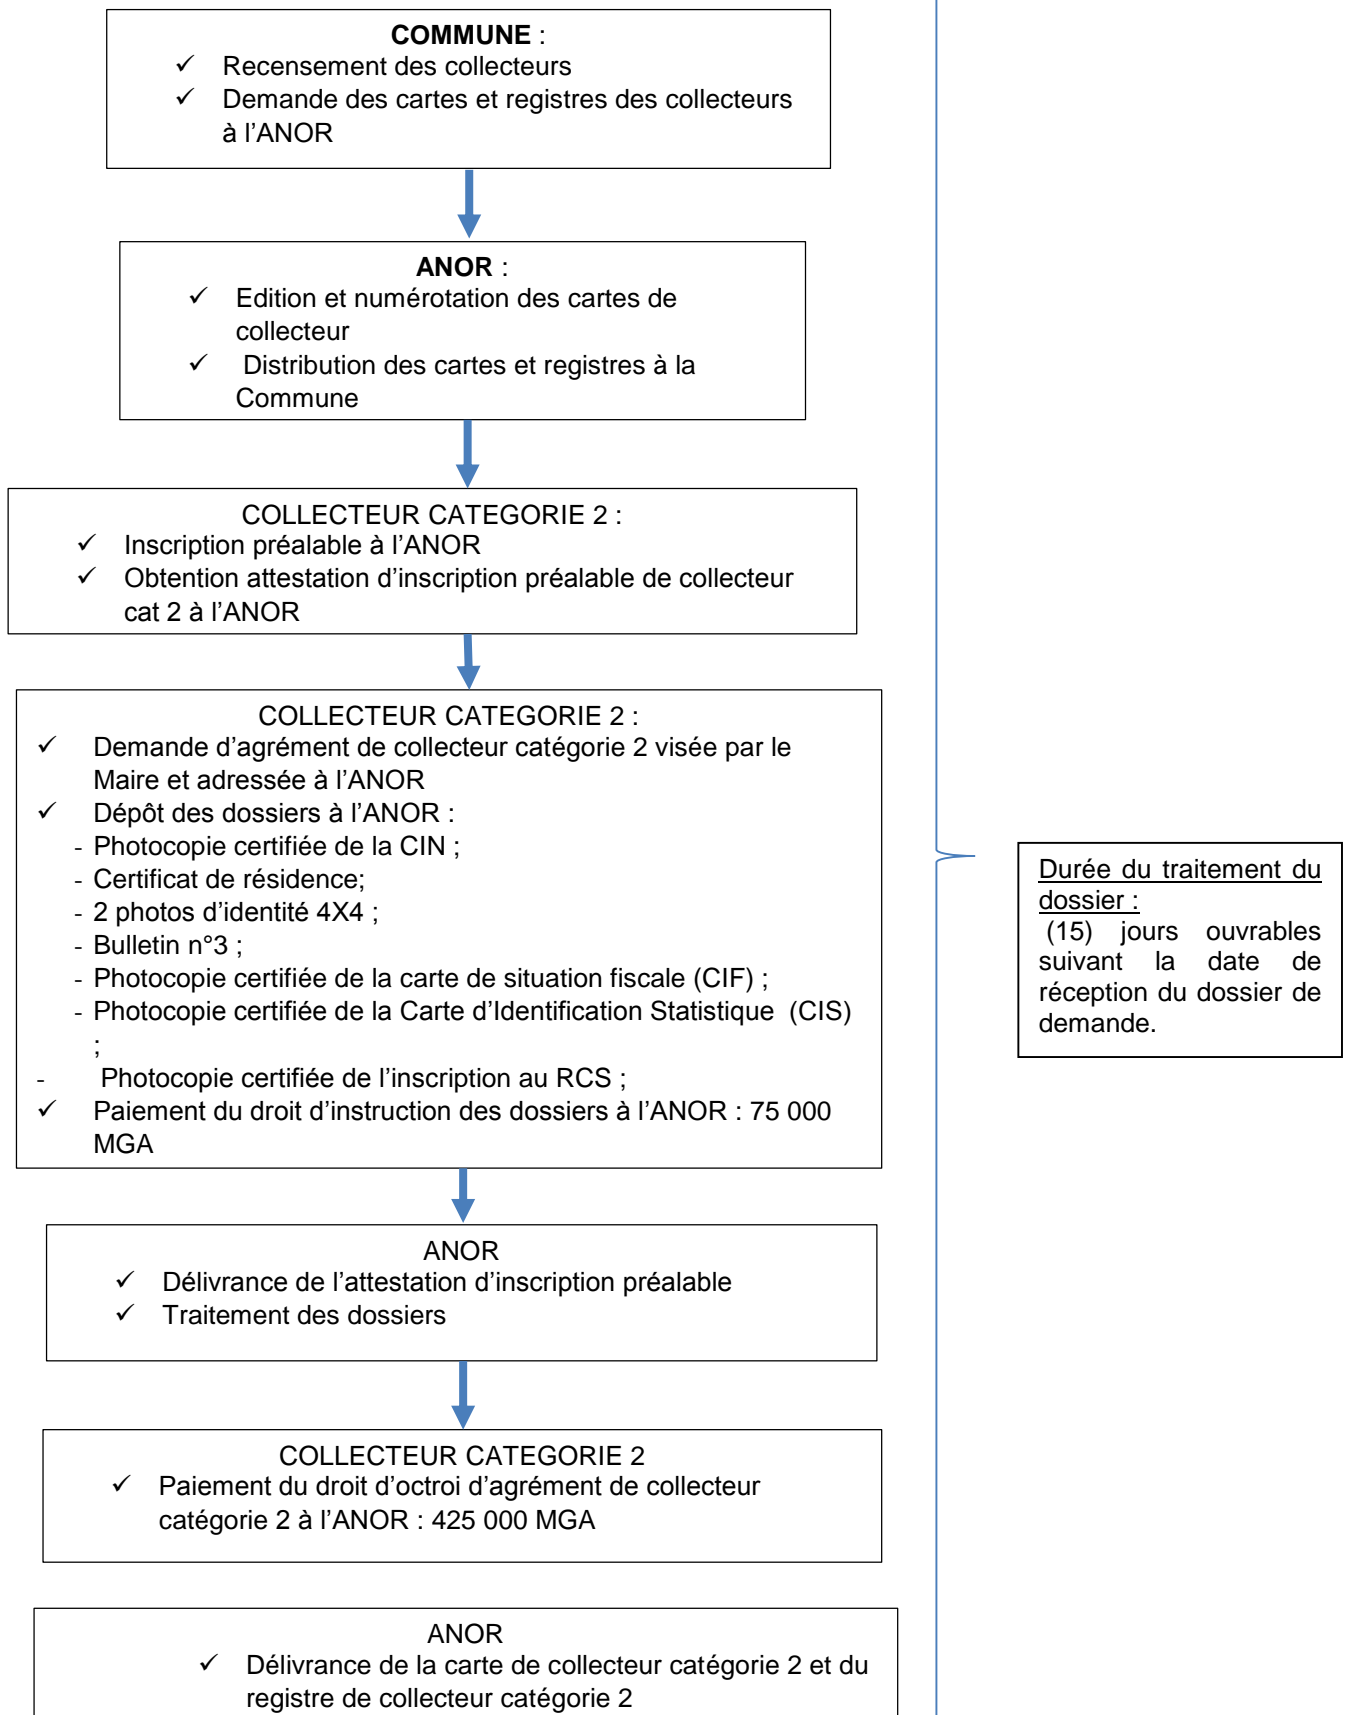 COMMUNE :
✓ Recensement des collecteurs
✓ Demande des cartes et registres des collecteurs
à l’ANOR
ANOR :
✓ Edition et numérotation des cartes de
collecteur
✓ Distribution des cartes et registres à la
Commune
COLLECTEUR CATEGORIE 2 :
✓ Inscription préalable à l’ANOR
✓ Obtention attestation d’inscription préalable de collecteur
cat 2 à l’ANOR
COLLECTEUR CATEGORIE 2 :
✓ Demande d’agrément de collecteur catégorie 2 visée par le
Maire et adressée à l’ANOR
✓ Dépôt des dossiers à l’ANOR :
- Photocopie certifiée de la CIN ;
- Certificat de résidence;
- 2 photos d’identité 4X4 ;
- Bulletin n°3 ;
- Photocopie certifiée de la carte de situation fiscale (CIF) ;
- Photocopie certifiée de la Carte d’Identification Statistique (CIS)
;
- Photocopie certifiée de l’inscription au RCS ;
✓ Paiement du droit d’instruction des dossiers à l’ANOR : 75 000
MGA
Durée du traitement du
dossier :
(15) jours ouvrables
suivant la date de
réception du dossier de
demande.
ANOR
✓ Délivrance de l’attestation d’inscription préalable
✓ Traitement des dossiers
COLLECTEUR CATEGORIE 2
✓ Paiement du droit d’octroi d’agrément de collecteur
catégorie 2 à l’ANOR : 425 000 MGA
ANOR
✓ Délivrance de la carte de collecteur catégorie 2 et du
registre de collecteur catégorie 2